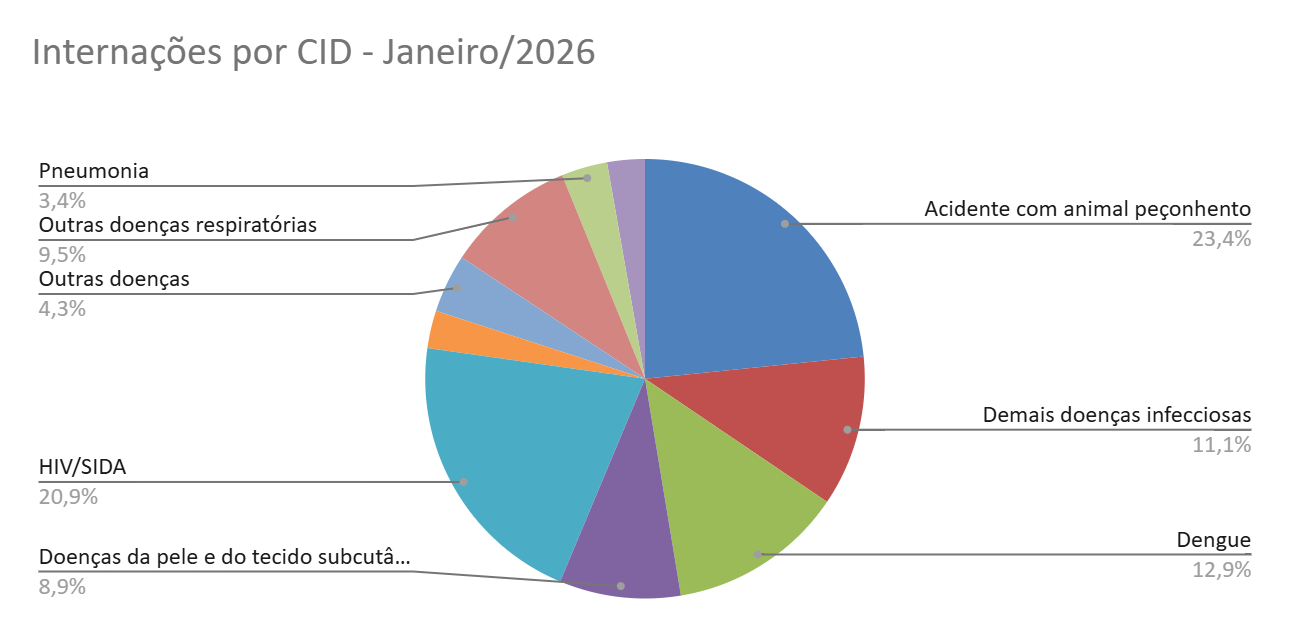 Internações por CID - Janeiro/2026
Pneumonia
3,4%
Outras doenças respiratórias
9,5%
Outras doenças
4,3%
HIV/SIDA
20,9%
Doenças da pele e do tecido subcutâ...
8,9%
Acidente com animal peçonhento
23,4%
Demais doenças infecciosas
11,1%
Dengue
12,9%